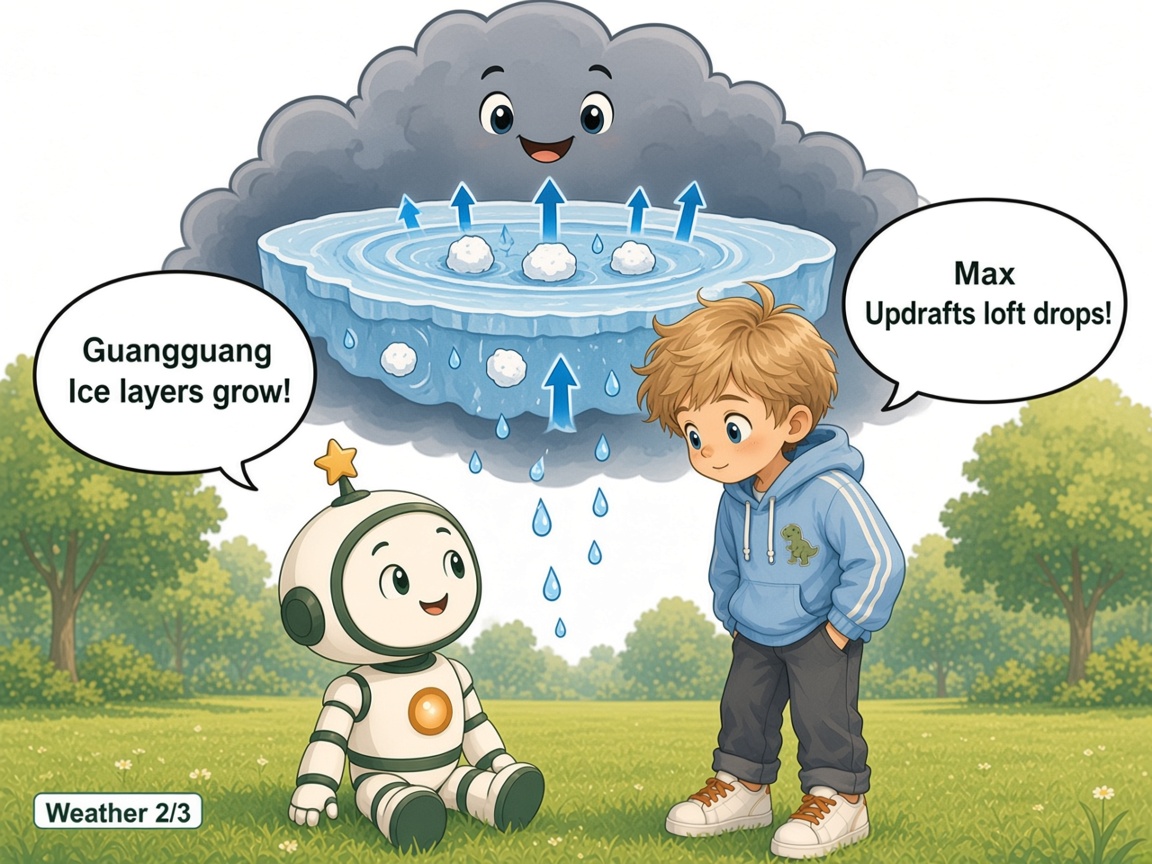 Guangguang
Ice layers grow!
Max
Updrafts loft drops!
Weather 2/3